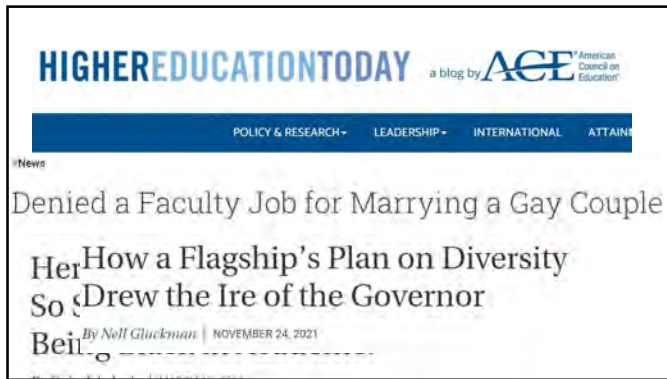 HIGHEREDUCATIONTODAY a blog by ACE American Council on Education®
POLICY & RESEARCH LEADERSHIP INTERNATIONAL
News
Denied a Faculty Job for Marrying a Gay Couple
How a Flagship's Plan on Diversity
So Drew the Ire of the Governor
By Nell Gluckman | NOVEMBER 24, 2021